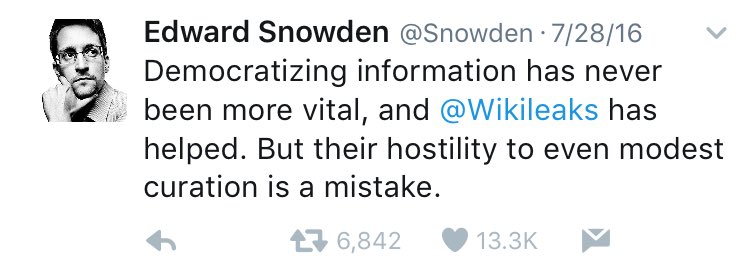 Edward Snowden @Snowden · 7/28/16
Democratizing information has never
been more vital, and @Wikileaks has
helped. But their hostility to even modest
curation is a mistake.
6,842 13.3K